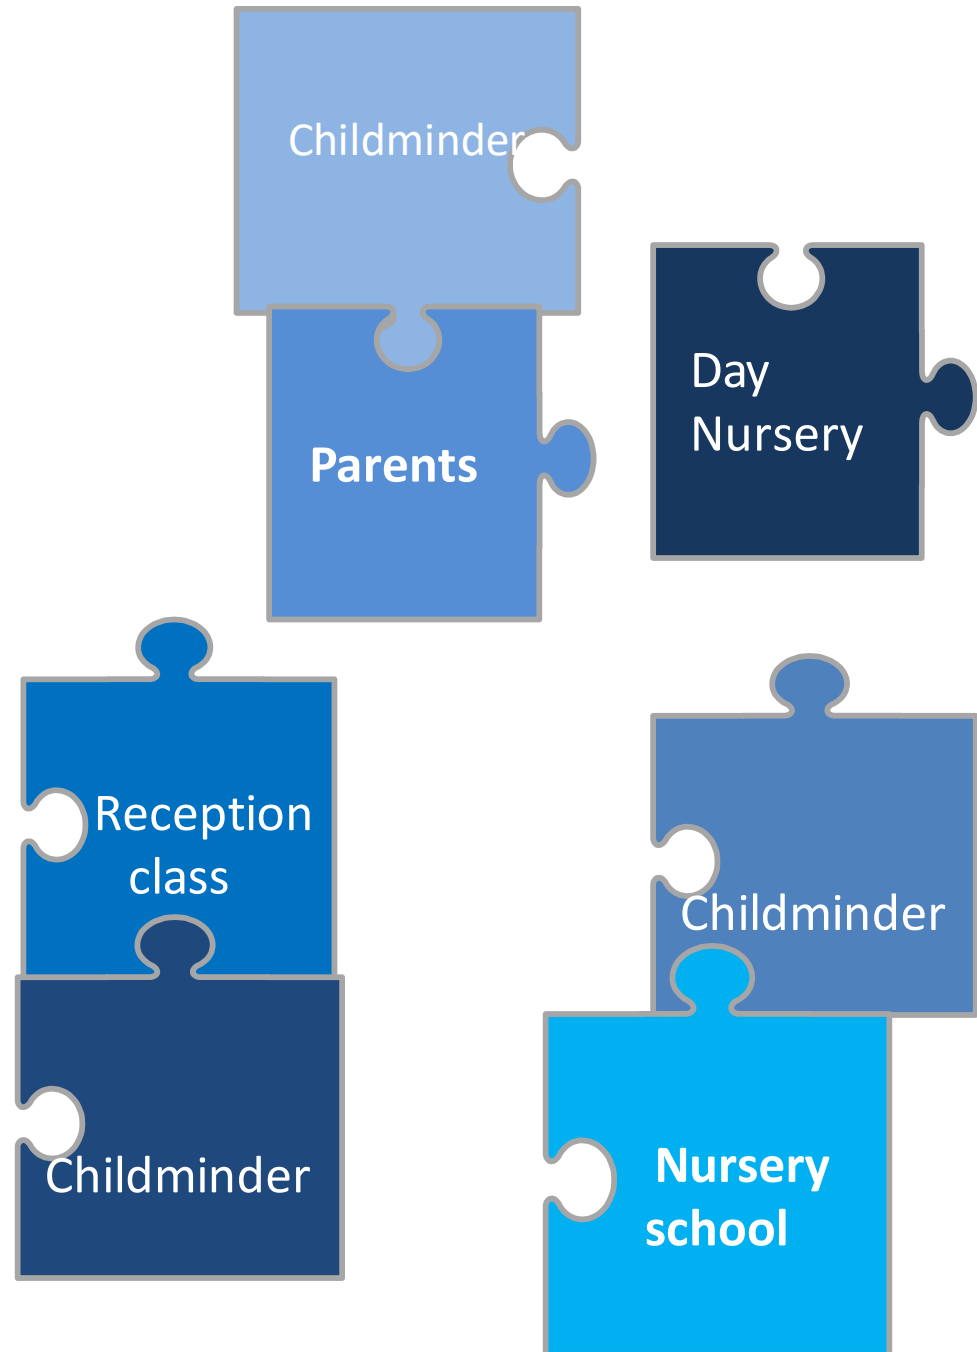 Childminder
Day
Nursery
Parents
Reception
class
Childminder
Childminder
Nursery
school